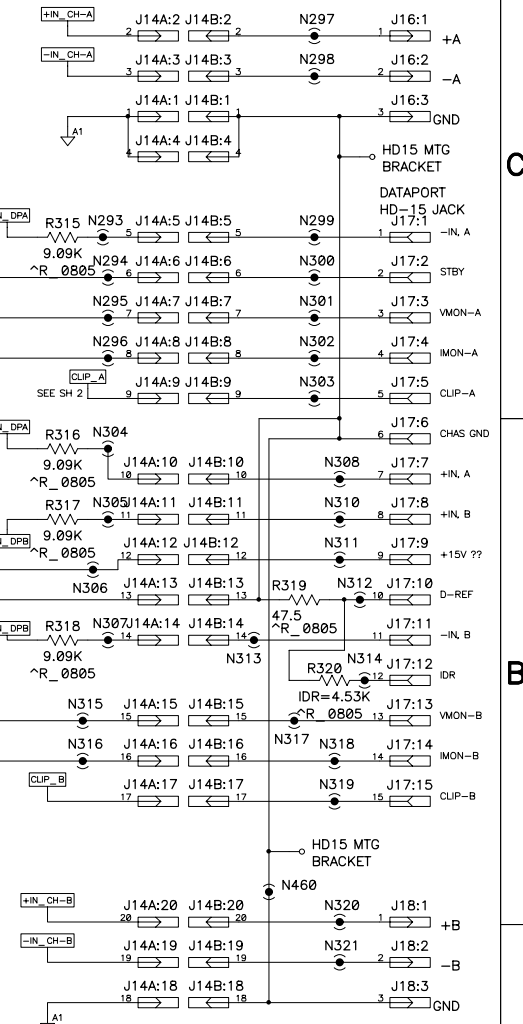 +IN_CH-A J14A:2 J14B:2 N297 J16:1
2 2 1 +A
-IN_CH-A J14A:3 J14B:3 N298 J16:2
3 3 2 -A
J14A:1 J14B:1 J16:3
1 1 3 GND
A1
J14A:4 J14B:4
4 4
HD15 MTG
BRACKET
DATAPORT
HD-15 JACK
N_DPA R315 N293 J14A:5 J14B:5 N299 J17:1
5 5 1 -IN, A
9.09K
^R_0805
N294 J14A:6 J14B:6 N300 J17:2
6 6 2 STBY
N295 J14A:7 J14B:7 N301 J17:3
7 7 3 VMON-A
N296 J14A:8 J14B:8 N302 J17:4
8 8 4 IMON-A
CLIP_A
SEE SH 2
J14A:9 J14B:9 N303 J17:5
9 9 5 CLIP-A
J17:6
6 CHAS GND
N_DPA R316 N304
9.09K
^R_0805
J14A:10 J14B:10 N308 J17:7
10 10 7 +IN, A
R317 N305 J14A:11 J14B:11 N310 J17:8
11 11 8 +IN, B
9.09K
N_DPB ^R_0805
J14A:12 J14B:12 N311 J17:9
12 12 9 +15V ??
N306
J14A:13 J14B:13 R319 N312 J17:10
13 13 10 D-REF
47.5
^R_0805
N_DPB R318 N307 J14A:14 J14B:14 J17:11
14 14 11 -IN, B
9.09K
^R_0805
N313
R320 N314 J17:12
12 IDR
IDR=4.53K
^R_0805
N315 J14A:15 J14B:15 J17:13
15 15 13 VMON-B
N317
N316 J14A:16 J14B:16 N318 J17:14
16 16 14 IMON-B
CLIP_B J14A:17 J14B:17 N319 J17:15
17 17 15 CLIP-B
HD15 MTG
BRACKET
N460
+IN_CH-B J14A:20 J14B:20 N320 J18:1
20 20 1 +B
-IN_CH-B J14A:19 J14B:19 N321 J18:2
19 19 2 -B
J14A:18 J14B:18 J18:3
18 18 3 GND
A1
C
B